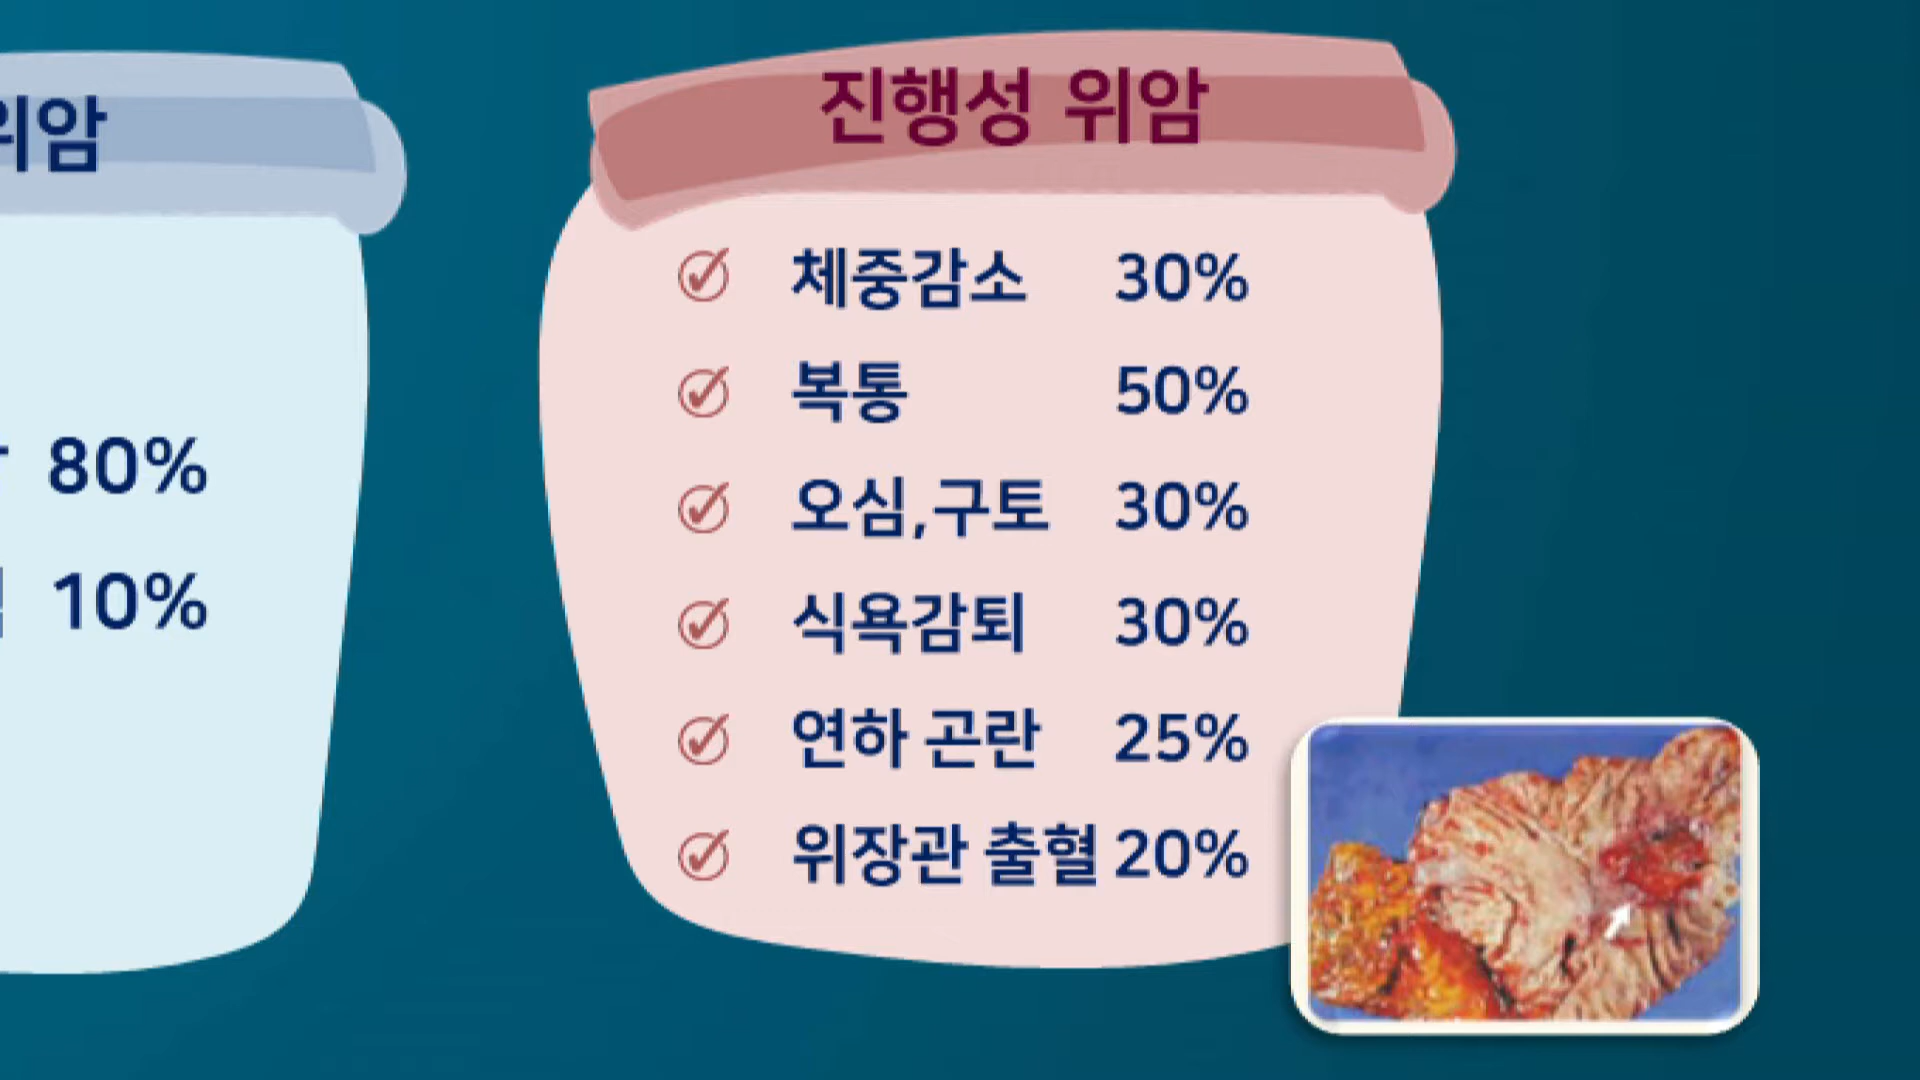 위암
80%
10%
진행성 위암
체중감소 30%
복통 50%
오심,구토 30%
식욕감퇴 30%
연하 곤란 25%
위장관 출혈 20%